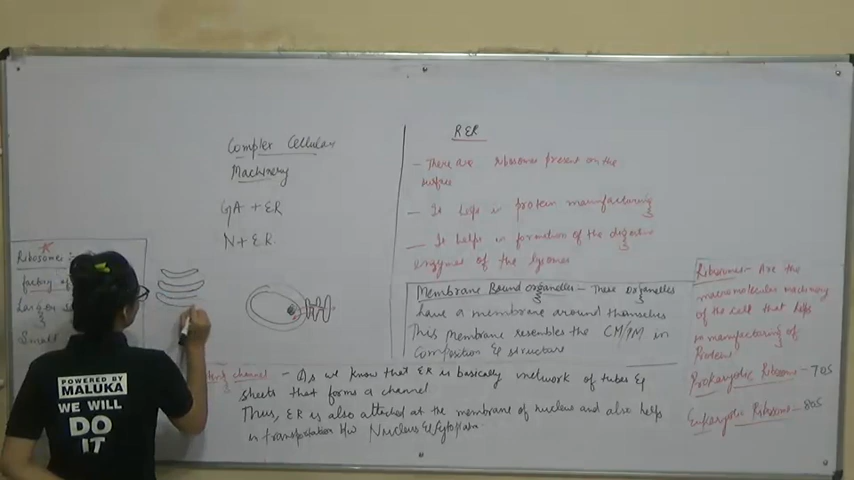 Complex Cellular
Machinery
GA + ER
N + ER
Ribosome
factory of
Larger S
Small
RER
- There are ribosomes present on the
surface
- It helps in protein manufacturing
- It helps in formation of the digestive
enzymes of the lysomes
Membrane Bound organelles - These Organelles
have a membrane around themselves
This membrane resembles the CM/PM in
Composition & structure
channel - As we know that ER is basically network of tubes &
sheets that forms a channel
Thus, ER is also attached at the membrane of nucleus and also helps
in transportation b/w Nucleus & Cytoplasm.
Ribosomes - Are the
macromolecular machinery
of the cell that helps
in manufacturing of
Protein
Prokaryotic Ribosome - 70S
Eukaryotic Ribosome - 80S
POWERED BY
MALUKA
WE WILL
DO
IT